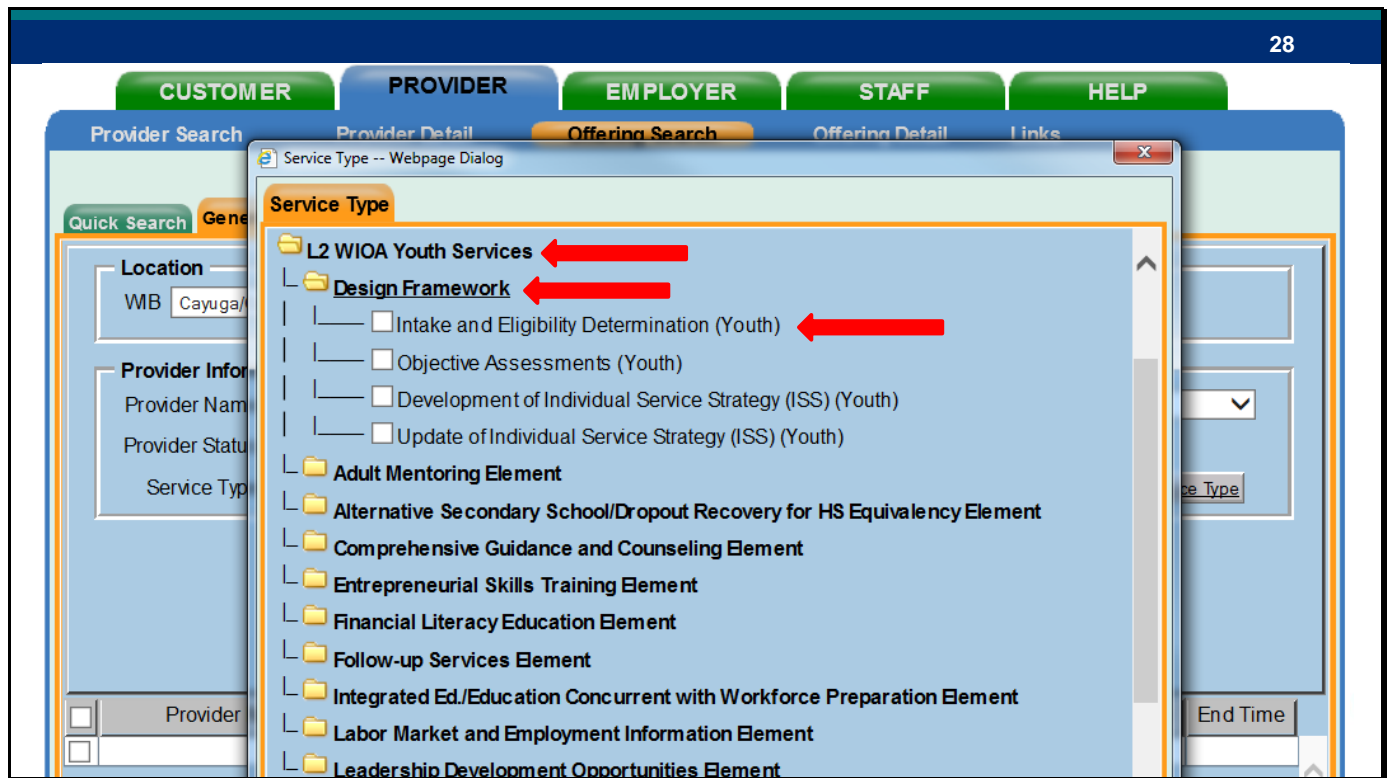 28
CUSTOMER PROVIDER EMPLOYER STAFF HELP
Provider Search Provider Detail Offering Search Offering Detail Links
Service Type -- Webpage Dialog
Service Type
Quick Search Gene
L2 WIOA Youth Services
Location
Design Framework
WIB Cayuga/
Intake and Eligibility Determination (Youth)
Objective Assessments (Youth)
Provider Infor
Provider Nam
Development of Individual Service Strategy (ISS) (Youth)
Provider Statu
Update of Individual Service Strategy (ISS) (Youth)
Adult Mentoring Element
Service Typ
ce Type
Alternative Secondary School/Dropout Recovery for HS Equivalency Element
Comprehensive Guidance and Counseling Element
Entrepreneurial Skills Training Element
Financial Literacy Education Element
Follow-up Services Element
Integrated Ed./Education Concurrent with Workforce Preparation Element
Provider
End Time
Labor Market and Employment Information Element
Leadership Development Opportunities Element